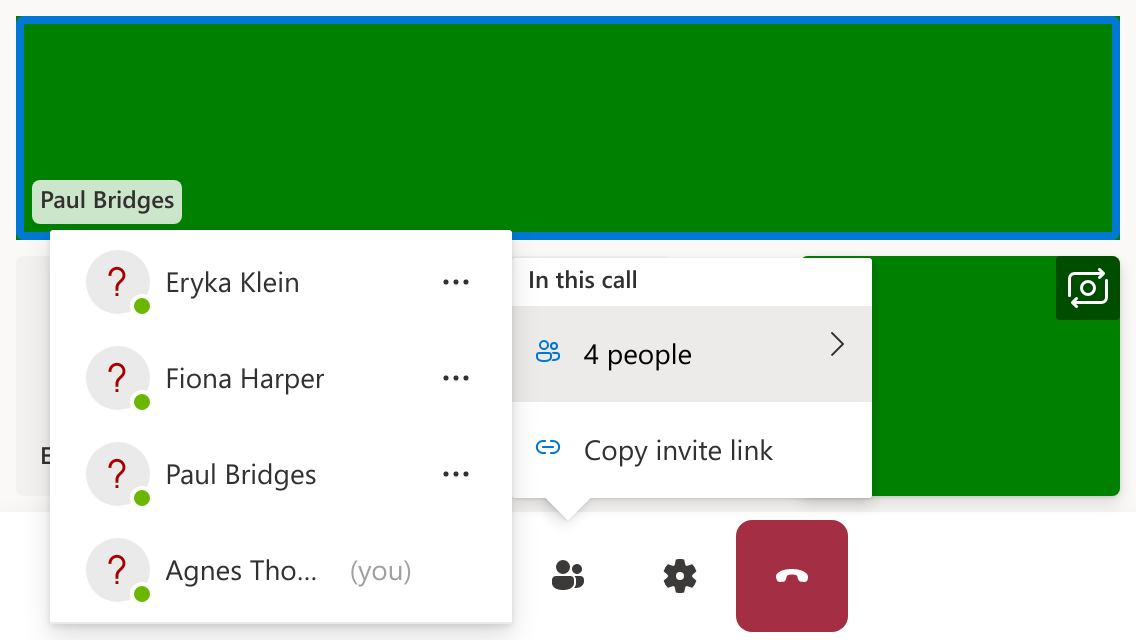 Paul Bridges
? Eryka Klein ...
? Fiona Harper ...
? Paul Bridges ...
? Agnes Tho... (you)
In this call
4 people
Copy invite link
E